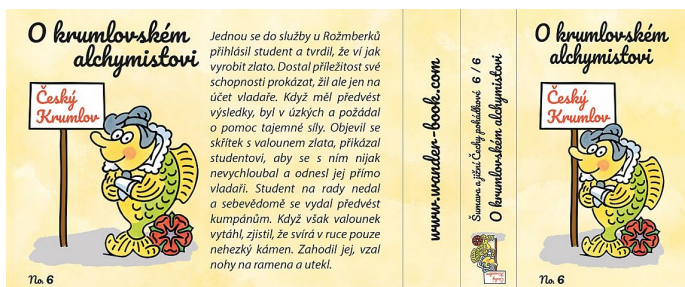 O krumlovském
alchymistovi
Český
Krumlov
No. 6
Jednou se do služby u Rožmberků
přihlásil student a tvrdil, že ví jak
vyrobit zlato. Dostal příležitost své
schopnosti prokázat, žil ale jen na
účet vladaře. Když měl předvést
výsledky, byl v úzkých a požádal
o pomoc tajemné síly. Objevil se
skřítek s valounem zlata, přikázal
studentovi, aby se s ním nijak
nevychloubal a odnesl jej přímo
vladaři. Student na rady nedal
a sebevědomě se vydal předvést
kumpánům. Když však valounek
vytáhl, zjistil, že svírá v ruce pouze
nehezký kámen. Zahodil jej, vzal
nohy na ramena a utekl.
www.wander-book.com
Šumava a jižní Čechy pohádkové 6 / 6
O krumlovském alchymistovi
Český
Krumlov
O krumlovském
alchymistovi
Český
Krumlov
No. 6